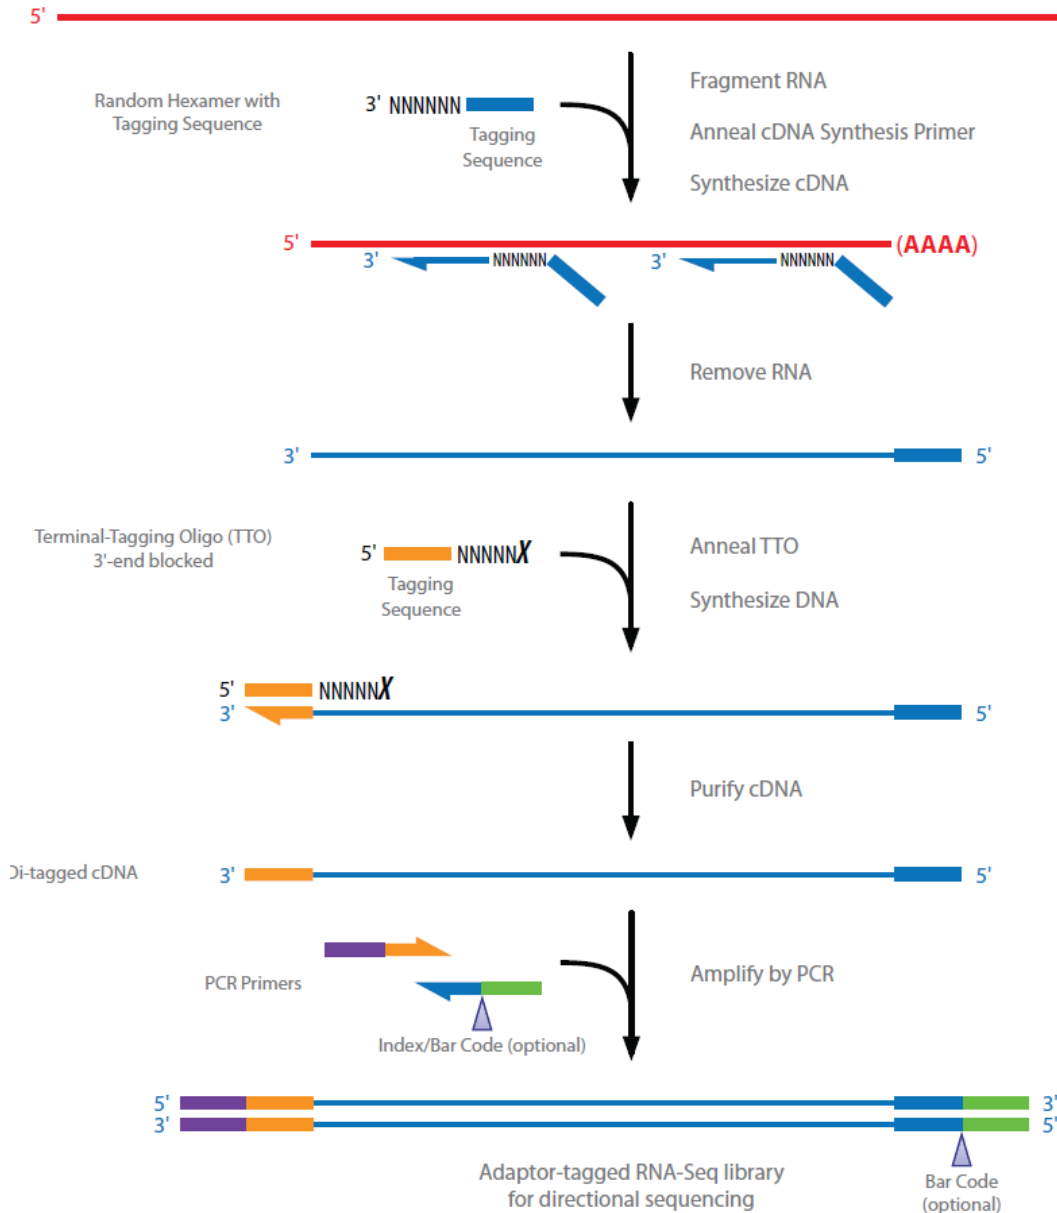 5'
Fragment RNA
Random Hexamer with
Tagging Sequence
3' NNNNNN
Tagging
Sequence
Anneal cDNA Synthesis Primer
Synthesize cDNA
5'
(AAAA)
3'
NNNNNN
3'
NNNNNN
Remove RNA
3'
5'
Terminal-Tagging Oligo (TTO)
3'-end blocked
5'
NNNNNX
Tagging
Sequence
Anneal TTO
Synthesize DNA
5'
NNNNNX
3'
5'
Purify cDNA
Di-tagged cDNA
3'
5'
PCR Primers
Amplify by PCR
Index/Bar Code (optional)
5'
3'
3'
5'
Adaptor-tagged RNA-Seq library
for directional sequencing
Bar Code
(optional)